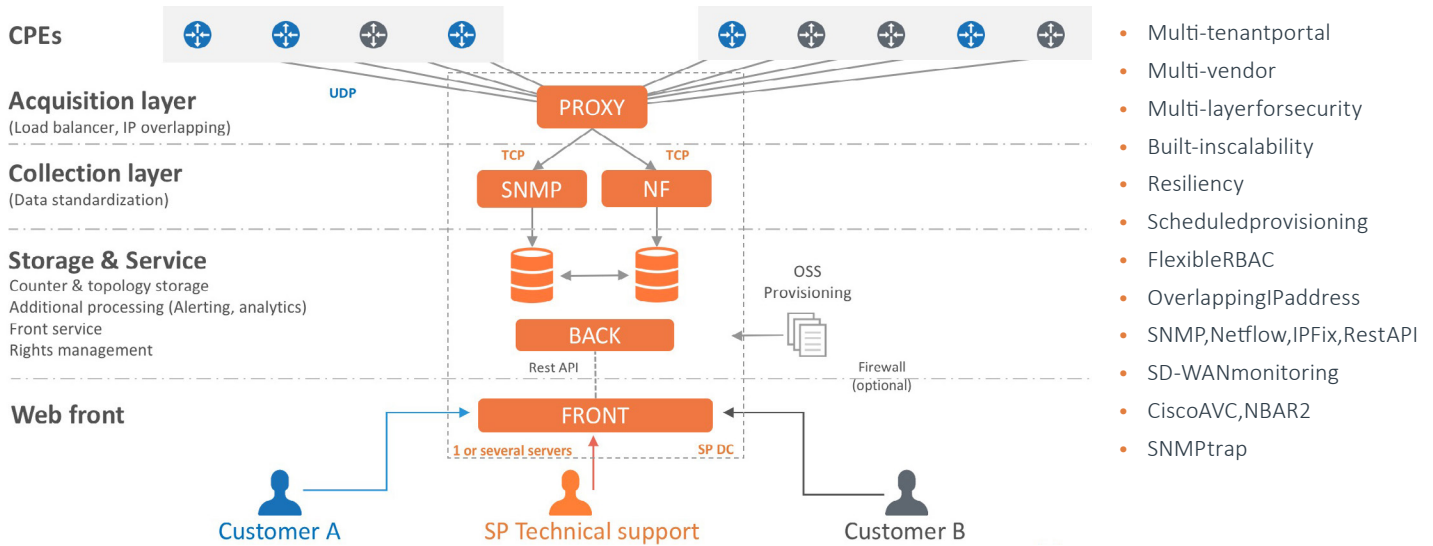 CPEs
UDP
Acquisition layer
(Load balancer, IP overlapping)
PROXY
TCP
TCP
Collection layer
(Data standardization)
SNMP
NF
Storage & Service
Counter & topology storage
Additional processing (Alerting, analytics)
Front service
Rights management
OSS
Provisioning
BACK
Rest API
Firewall
(optional)
Web front
FRONT
1 or several servers
SP DC
Customer A
SP Technical support
Customer B
• Multi-tenantportal
• Multi-vendor
• Multi-layerforsecurity
• Built-inscalability
• Resiliency
• Scheduledprovisioning
• FlexibleRBAC
• OverlappingIPaddress
• SNMP,Netflow,IPFix,RestAPI
• SD-WANmonitoring
• CiscoAVC,NBAR2
• SNMPtrap